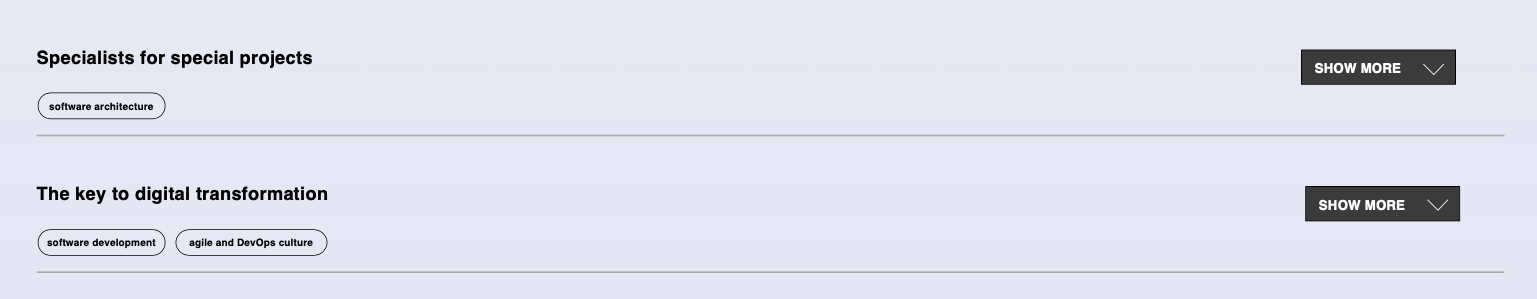 Specialists for special projects
SHOW MORE
software architecture
The key to digital transformation
SHOW MORE
software development
agile and DevOps culture